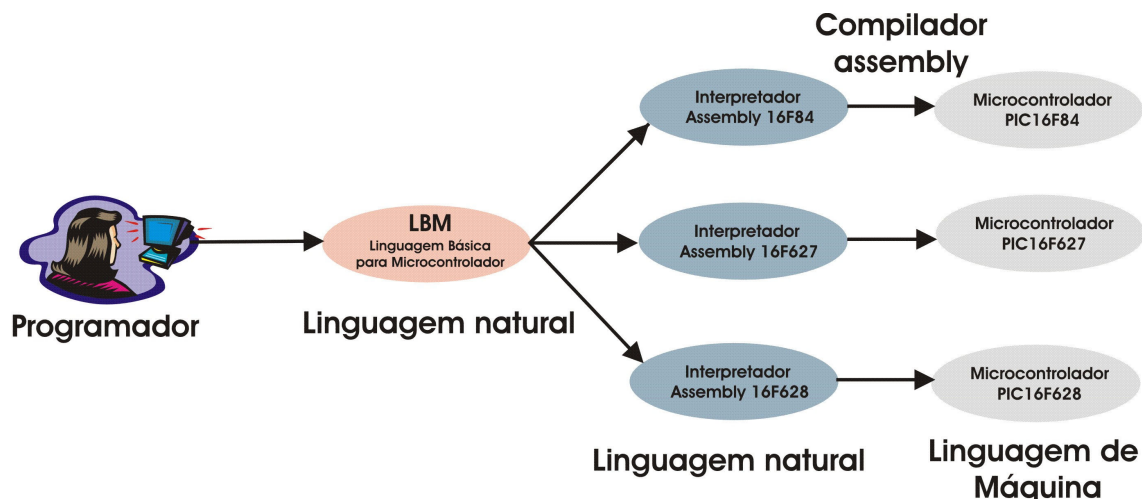 Compilador
assembly
Interpretador
Assembly 16F84
Microcontrolador
PIC16F84
LBM
Linguagem Básica
para Microcontrolador
Interpretador
Assembly 16F627
Microcontrolador
PIC16F627
Programador
Linguagem natural
Interpretador
Assembly 16F628
Microcontrolador
PIC16F628
Linguagem natural
Linguagem de
Máquina